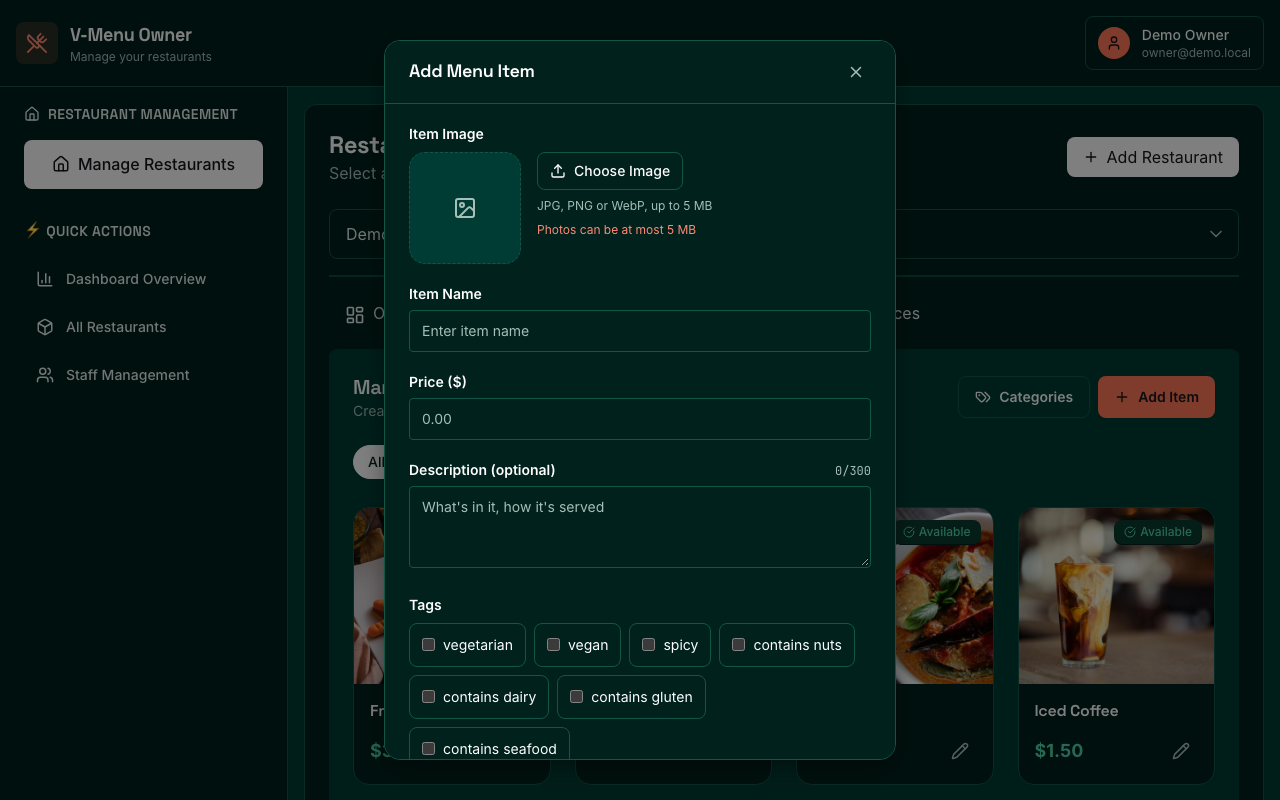 V-Menu Owner
Manage your restaurants
Demo Owner
owner@demo.local
RESTAURANT MANAGEMENT
Manage Restaurants
⚡ QUICK ACTIONS
Dashboard Overview
All Restaurants
Staff Management
Add Restaurant
Categories
Add Item
Add Menu Item
Item Image
Choose Image
JPG, PNG or WebP, up to 5 MB
Photos can be at most 5 MB
Item Name
Enter item name
Price ($)
0.00
Description (optional)
0/300
What's in it, how it's served
Tags
vegetarian
vegan
spicy
contains nuts
contains dairy
contains gluten
contains seafood
Available
Available
Iced Coffee
$1.50